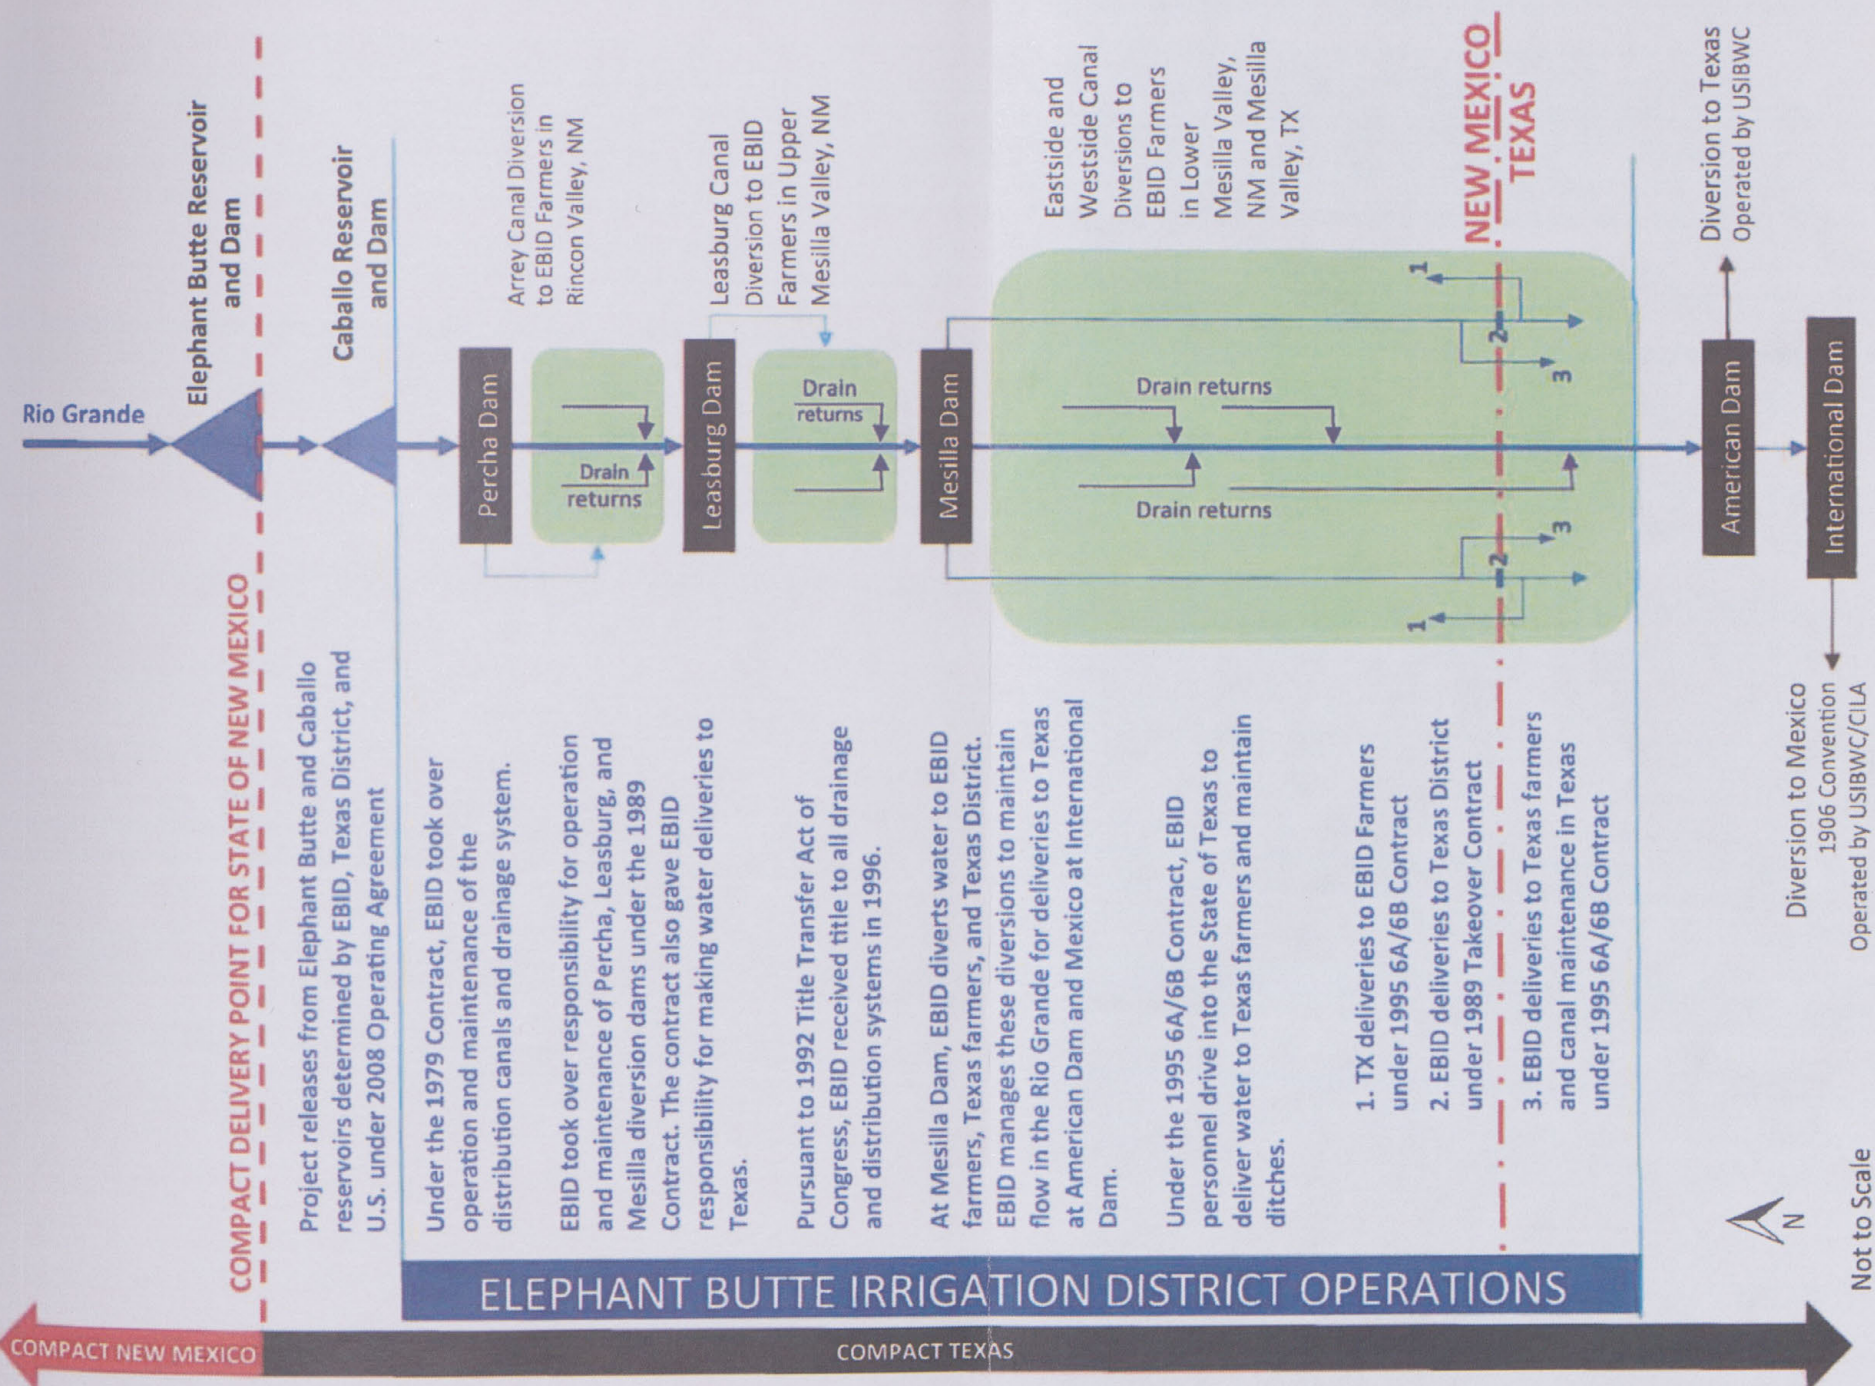 COMPACT NEW MEXICO
COMPACT TEXAS
ELEPHANT BUTTE IRRIGATION DISTRICT OPERATIONS
Rio Grande
Elephant Butte Reservoir
and Dam
COMPACT DELIVERY POINT FOR STATE OF NEW MEXICO
Caballo Reservoir
and Dam
Project releases from Elephant Butte and Caballo
reservoirs determined by EBID, Texas District, and
U.S. under 2008 Operating Agreement
Under the 1979 Contract, EBID took over
operation and maintenance of the
distribution canals and drainage system.
EBID took over responsibility for operation
and maintenance of Percha, Leasburg, and
Mesilla diversion dams under the 1989
Contract. The contract also gave EBID
responsibility for making water deliveries to
Texas.
Pursuant to 1992 Title Transfer Act of
Congress, EBID received title to all drainage
and distribution systems in 1996.
At Mesilla Dam, EBID diverts water to EBID
farmers, Texas farmers, and Texas District.
EBID manages these diversions to maintain
flow in the Rio Grande for deliveries to Texas
at American Dam and Mexico at International
Dam.
Under the 1995 6A/6B Contract, EBID
personnel drive into the State of Texas to
deliver water to Texas farmers and maintain
ditches.
1. TX deliveries to EBID Farmers
under 1995 6A/6B Contract
2. EBID deliveries to Texas District
under 1989 Takeover Contract
3. EBID deliveries to Texas farmers
and canal maintenance in Texas
under 1995 6A/6B Contract
Percha Dam
Arrey Canal Diversion
to EBID Farmers in
Rincon Valley, NM
Drain
returns
Leasburg Dam
Leasburg Canal
Diversion to EBID
Farmers in Upper
Mesilla Valley, NM
Drain
returns
Mesilla Dam
Eastside and
Westside Canal
Diversions to
EBID Farmers
in Lower
Mesilla Valley,
NM and Mesilla
Valley, TX
Drain returns
Drain returns
1
2
3
1
2
3
NEW MEXICO
TEXAS
American Dam
Diversion to Texas
Operated by USIBWC
International Dam
Diversion to Mexico
1906 Convention
Operated by USIBWC/CILA
N
Not to Scale